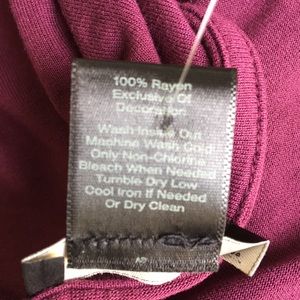 100% Rayon
Exclusive Of
Decoration
Wash Inside Out
Machine Wash Cold
Only Non-Chlorine
Bleach When Needed
Tumble Dry Low
Cool Iron If Needed
Or Dry Clean